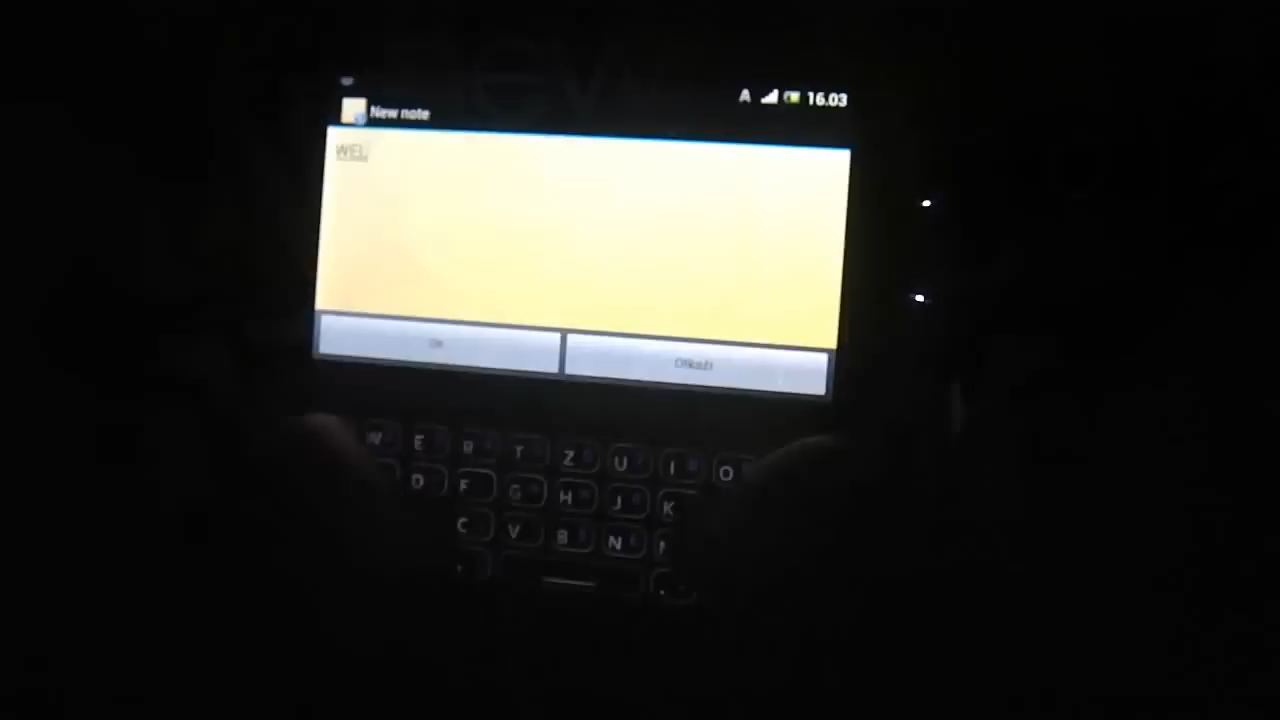 A 16.03
New note
WEL
Otkaži
W E R T Z U I O
D F G H J K
C V B N